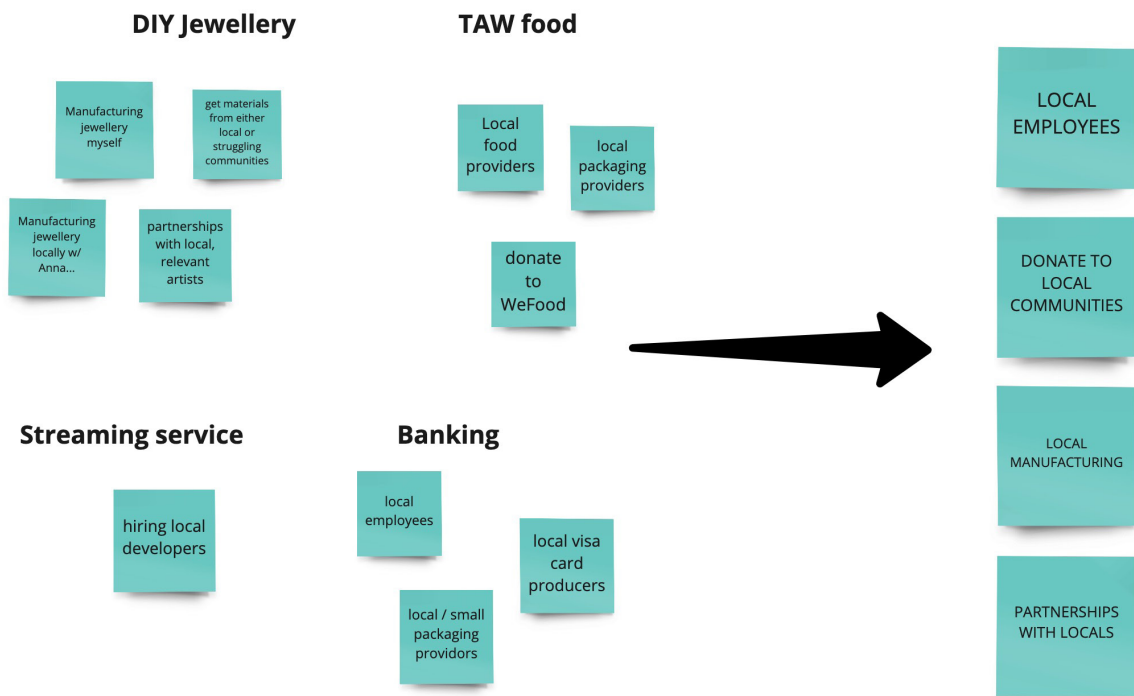 DIY Jewellery
Manufacturing
jewellery
myself
get materials
from either
local or
struggling
communities
Manufacturing
jewellery
locally w/
Anna...
partnerships
with local,
relevant
artists
TAW food
Local
food
providers
local
packaging
providers
donate
to
WeFood
Streaming service
hiring local
developers
Banking
local
employees
local visa
card
producers
local / small
packaging
providors
LOCAL
EMPLOYEES
DONATE TO
LOCAL
COMMUNITIES
LOCAL
MANUFACTURING
PARTNERSHIPS
WITH LOCALS